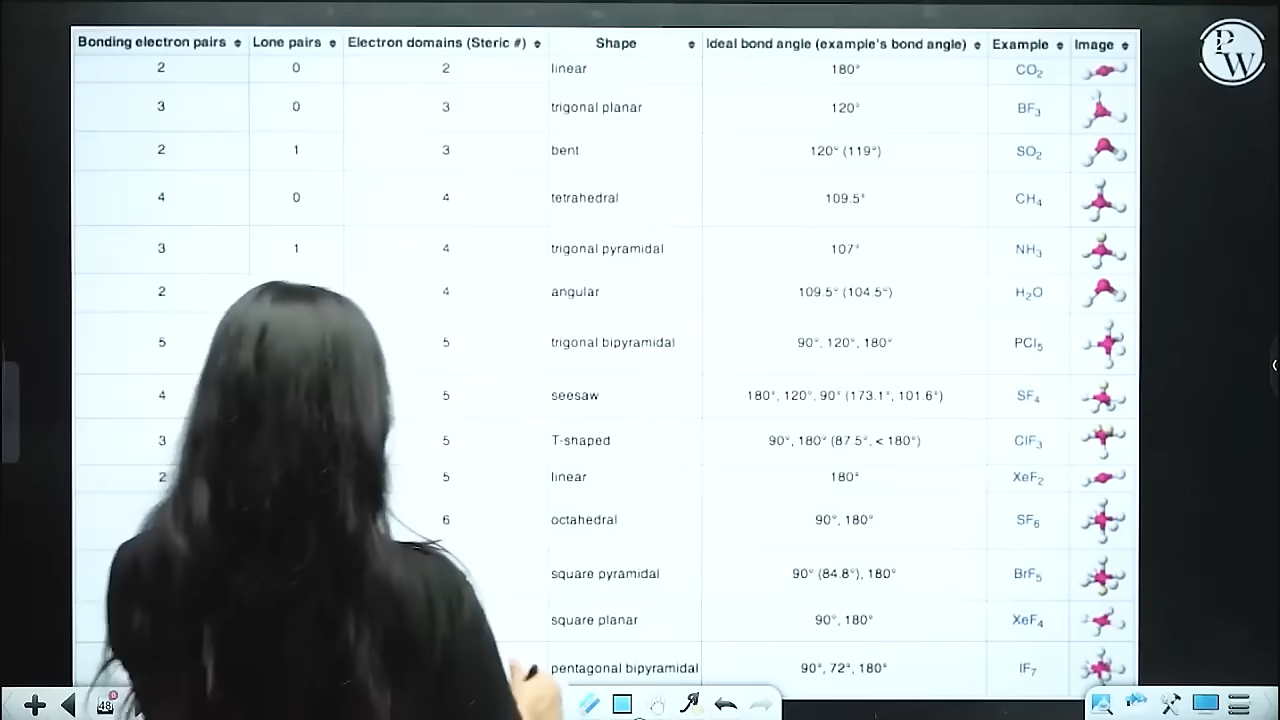 Bonding electron pairs Lone pairs Electron domains (Steric #) Shape Ideal bond angle (example's bond angle) Example Image
2 0 2 linear 180° CO₂
3 0 3 trigonal planar 120° BF₃
2 1 3 bent 120° (119°) SO₂
4 0 4 tetrahedral 109.5° CH₄
3 1 4 trigonal pyramidal 107° NH₃
2 4 angular 109.5° (104.5°) H₂O
5 5 trigonal bipyramidal 90°, 120°, 180° PCl₅
4 5 seesaw 180°, 120°, 90° (173.1°, 101.6°) SF₄
3 5 T-shaped 90°, 180° (87.5°, < 180°) ClF₃
2 5 linear 180° XeF₂
6 octahedral 90°, 180° SF₆
square pyramidal 90° (84.8°), 180° BrF₅
square planar 90°, 180° XeF₄
pentagonal bipyramidal 90°, 72°, 180° IF₇
P
W
48
0